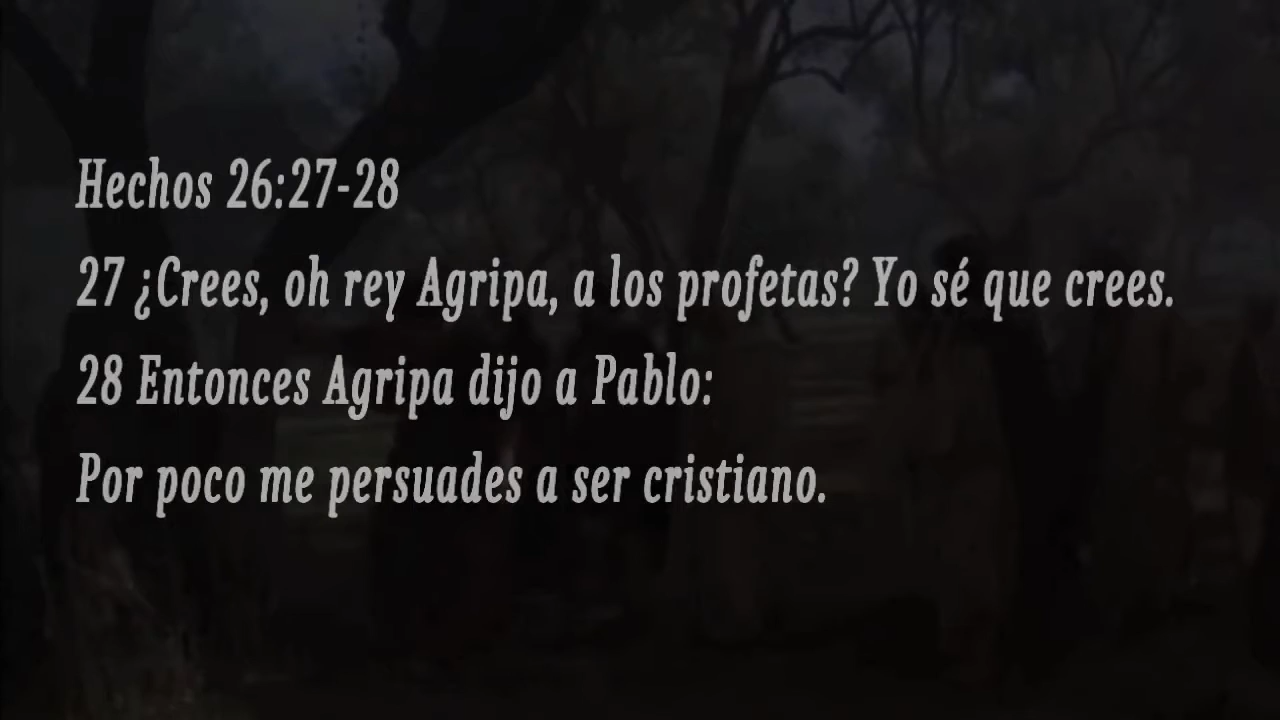 Hechos 26:27-28
27 ¿Crees, oh rey Agripa, a los profetas? Yo sé que crees.
28 Entonces Agripa dijo a Pablo:
Por poco me persuades a ser cristiano.